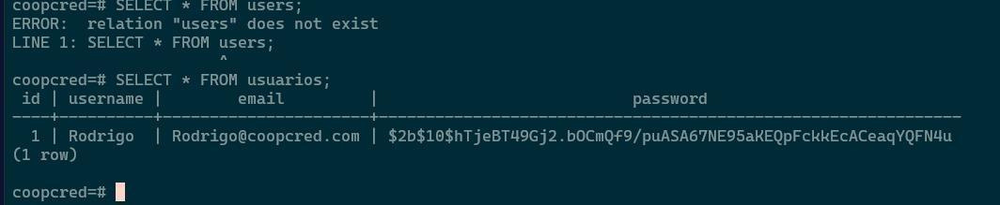 coopcred=# SELECT * FROM users;
ERROR:  relation "users" does not exist
LINE 1: SELECT * FROM users;
                      ^
coopcred=# SELECT * FROM usuarios;
 id | username |        email         |                           password
----+----------+----------------------+--------------------------------------------------------------
  1 | Rodrigo  | Rodrigo@coopcred.com | $2b$10$hTjeBT49Gj2.bOCmQf9/puASA67NE95aKEQpFckkEcACeaqYQFN4u
(1 row)
coopcred=#